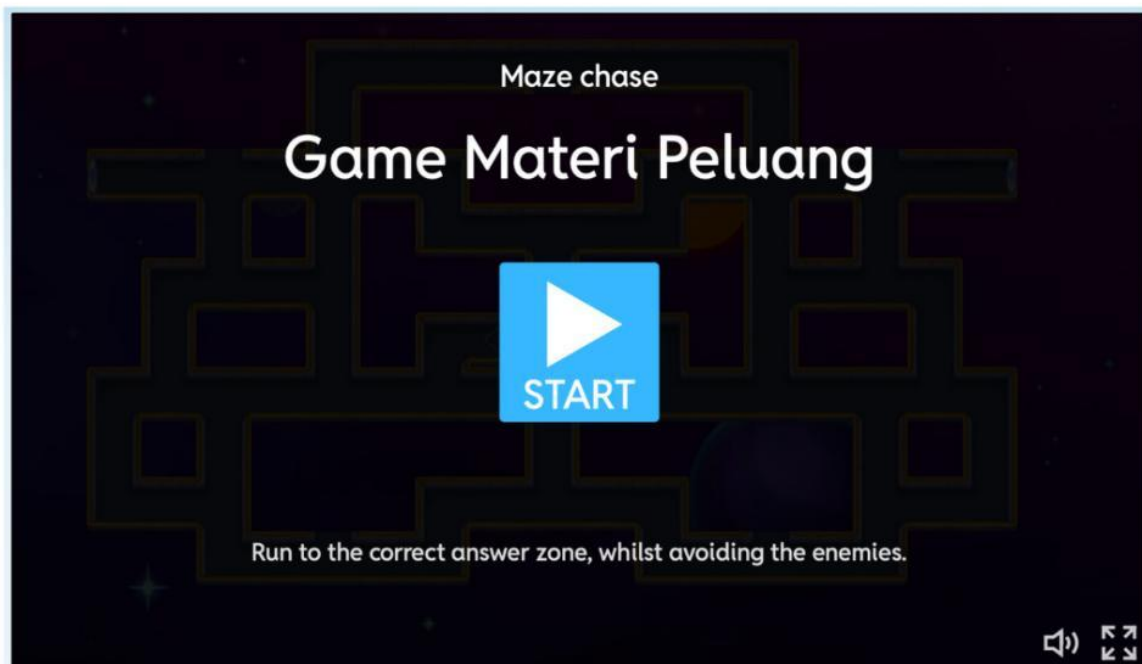 Maze chase
Game Materi Peluang
START
Run to the correct answer zone, whilst avoiding the enemies.